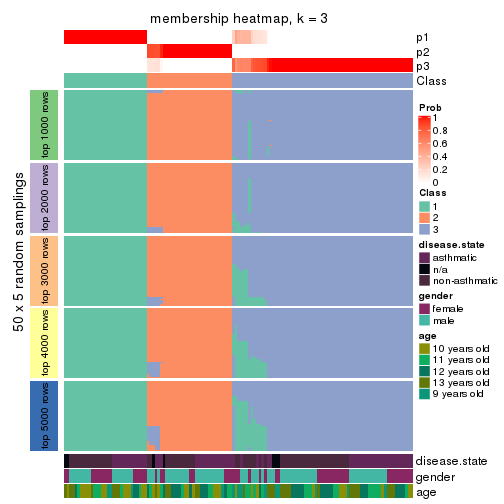 membership heatmap, k = 3
p1
p2
p3
Class
50 x 5 random samplings
top 1000 rows
top 2000 rows
top 3000 rows
top 4000 rows
top 5000 rows
Prob
1
0.8
0.6
0.4
0.2
0
Class
1
2
3
disease.state
asthmatic
n/a
non-asthmatic
gender
female
male
age
10 years old
11 years old
12 years old
13 years old
9 years old
disease.state
gender
age